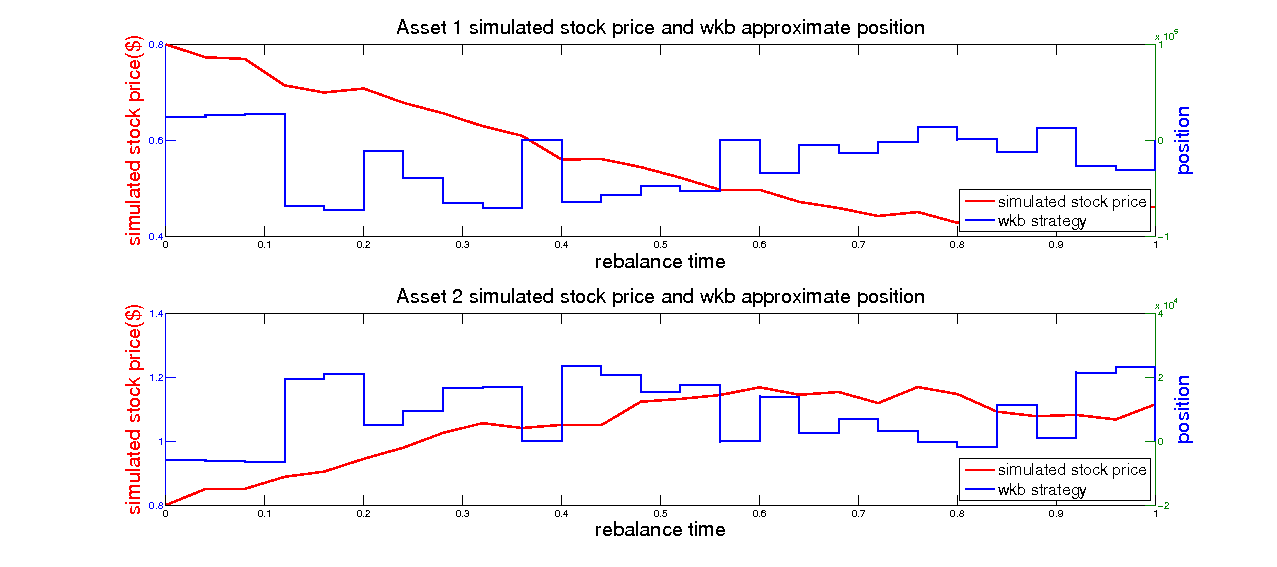 Asset 1 simulated stock price and wkb approximate position
x 10^5
simulated stock price($)
0.8
0.6
0.4
1
0
-1
position
simulated stock price
wkb strategy
0 0.1 0.2 0.3 0.4 0.5 0.6 0.7 0.8 0.9 1
rebalance time
Asset 2 simulated stock price and wkb approximate position
x 10^4
simulated stock price($)
1.4
1.2
1
0.8
4
2
0
-2
position
simulated stock price
wkb strategy
0 0.1 0.2 0.3 0.4 0.5 0.6 0.7 0.8 0.9 1
rebalance time